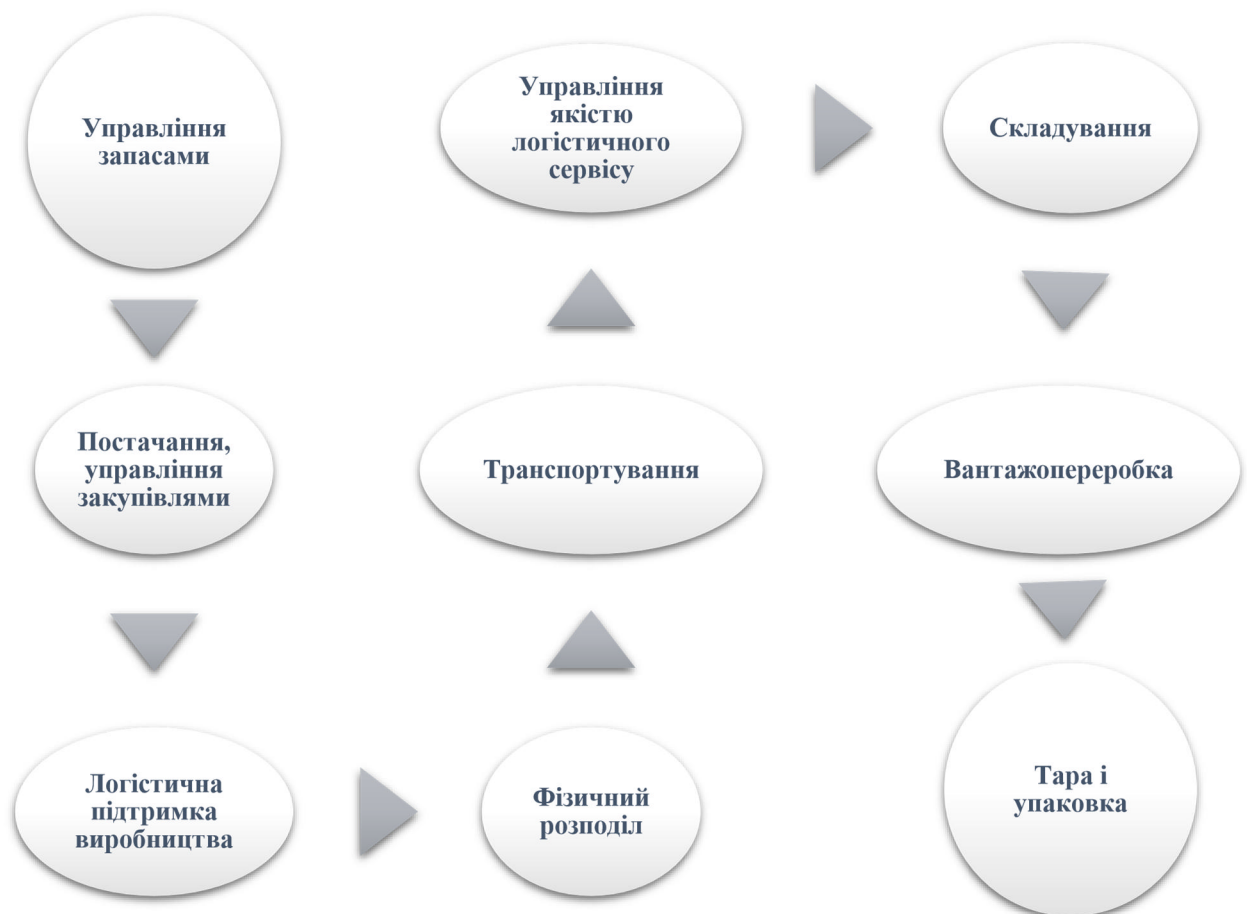 Управління
запасами
Постачання,
управління
закупівлями
Логістична
підтримка
виробництва
Фізичний
розподіл
Транспортування
Управління
якістю
логістичного
сервісу
Складування
Вантажопереробка
Тара і
упаковка